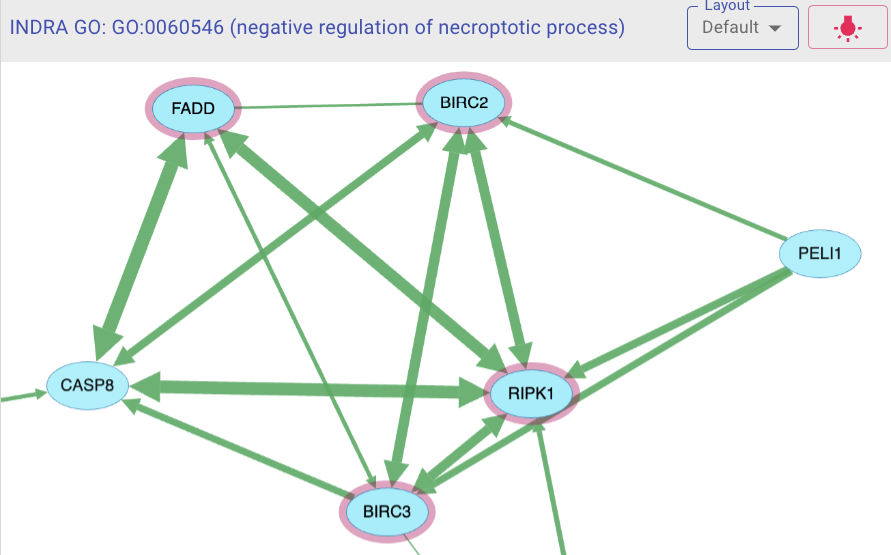 Layout
INDRA GO: GO:0060546 (negative regulation of necroptotic process)
Default
FADD
BIRC2
PELI1
CASP8
RIPK1
BIRC3